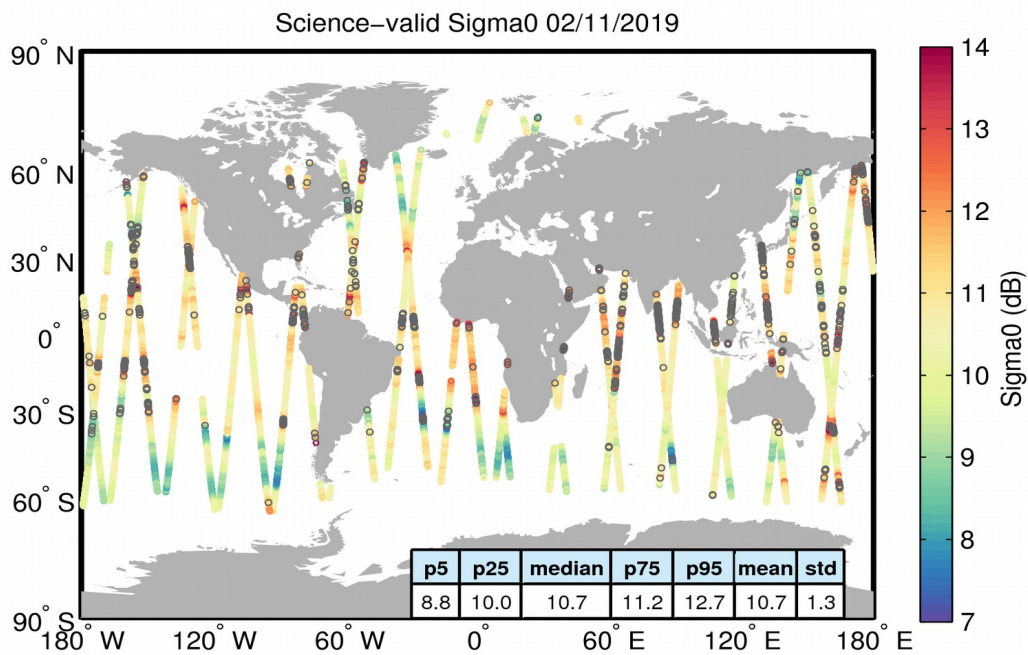 Science−valid Sigma0 02/11/2019
90° N
60° N
30° N
0°
30° S
60° S
90° S
180° W
120° W
60° W
0°
60° E
120° E
180° E
p5 p25 median p75 p95 mean std
8.8 10.0 10.7 11.2 12.7 10.7 1.3
14
13
12
11
10
9
8
7
Sigma0 (dB)